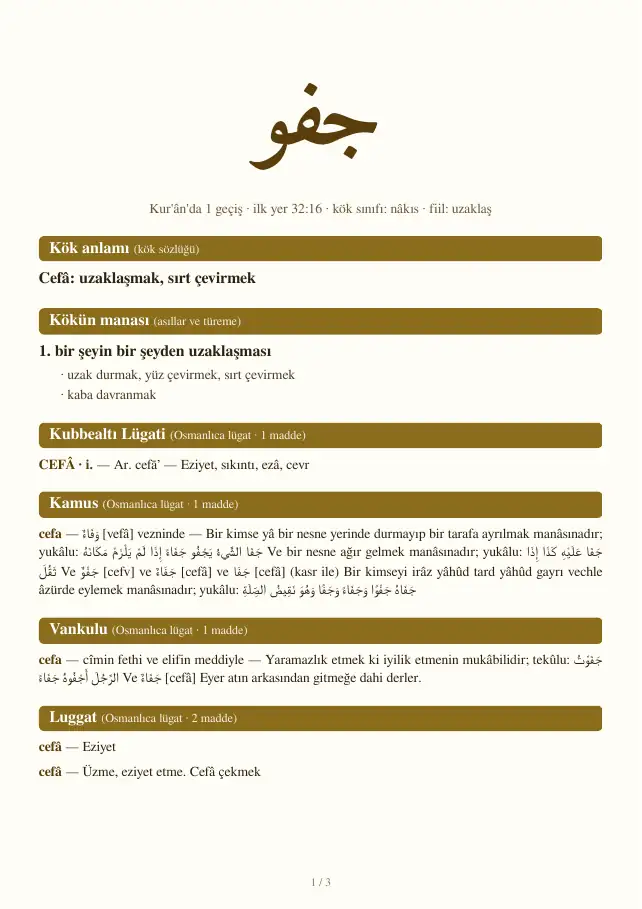 جفو
Kur'ân'da 1 geçiş · ilk yer 32:16 · kök sınıfı: nâkıs · fiil: uzaklaş
Kök anlamı (kök sözlüğü)
Cefâ: uzaklaşmak, sırt çevirmek
Kökün manası (asıllar ve türeme)
1. bir şeyin bir şeyden uzaklaşması
· uzak durmak, yüz çevirmek, sırt çevirmek
· kaba davranmak
Kubbealtı Lügati (Osmanlıca lügat · 1 madde)
CEFÂ · i. — Ar. cefā’ — Eziyet, sıkıntı, ezâ, cevr
Kamus (Osmanlıca lügat · 1 madde)
cefa — وَفَاءٌ [vefâ] vezninde — Bir kimse yâ bir nesne yerinde durmayıp bir tarafa ayrılmak manâsınadır;
yukâlu: جَفَا الشَّيْءُ يَجْفُو جَفَاءً إِذَا لَمْ يَلْزَمْ مَكَانَهُ Ve bir nesne ağır gelmek manâsınadır; yukâlu: جَفَا عَلَيْهِ كَذَا إِذَا
ثَقُلَ Ve جَفْوٌ [cefv] ve جَفَاءٌ [cefâ] ve جَفَا [cefâ] (kasr ile) Bir kimseyi irâz yâhûd tard yâhûd gayrı vechle
âzürde eylemek manâsınadır; yukâlu: جَفَاهُ جَفْوًا وَجَفَاءً وَجَفًا وَهُوَ نَقِيضُ الصِّلَةِ
Vankulu (Osmanlıca lügat · 1 madde)
cefa — cîmin fethi ve elifin meddiyle — Yaramazlık etmek ki iyilik etmenin mukâbilidir; tekûlu: جَفَوْتُ
الرَّجُلَ أَجْفُوهُ جَفَاءً Ve جَفَاءٌ [cefâ] Eyer atın arkasından gitmeğe dahi derler.
Luggat (Osmanlıca lügat · 2 madde)
cefâ — Eziyet
cefâ — Üzme, eziyet etme. Cefâ çekmek
1 / 3